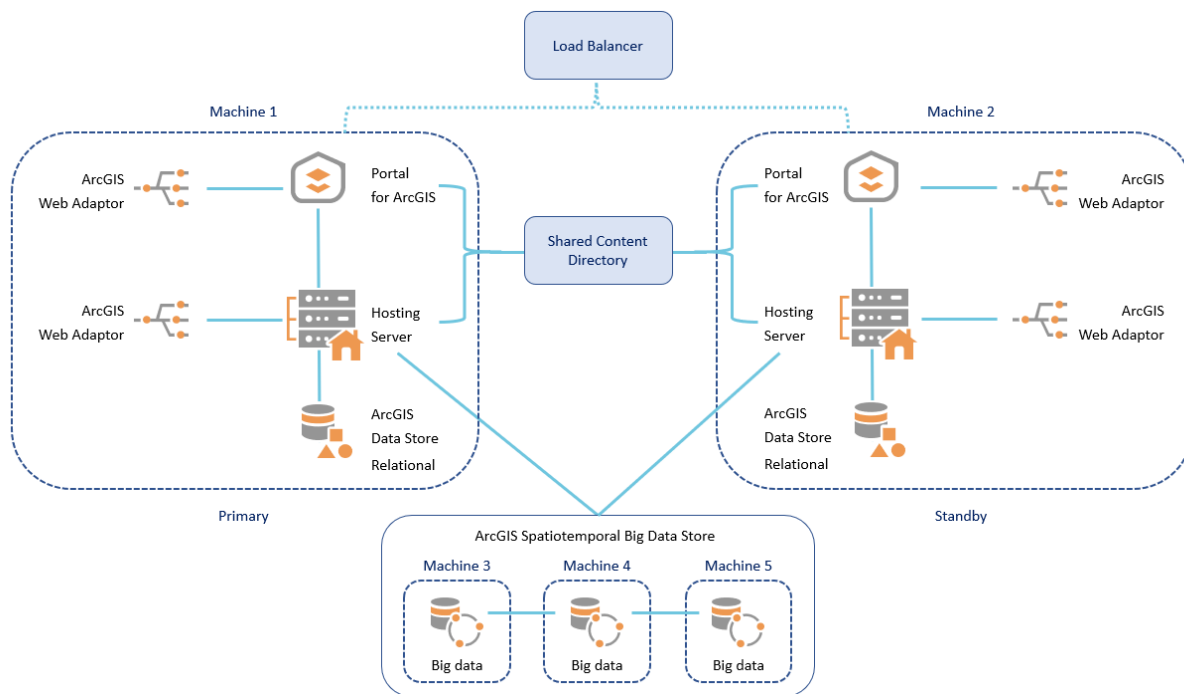 Load Balancer
Machine 1
Machine 2
ArcGIS
Web Adaptor
Portal
for ArcGIS
Portal
for ArcGIS
ArcGIS
Web Adaptor
Shared Content
Directory
ArcGIS
Web Adaptor
Hosting
Server
Hosting
Server
ArcGIS
Web Adaptor
ArcGIS
Data Store
Relational
ArcGIS
Data Store
Relational
Primary
Standby
ArcGIS Spatiotemporal Big Data Store
Machine 3
Machine 4
Machine 5
Big data
Big data
Big data